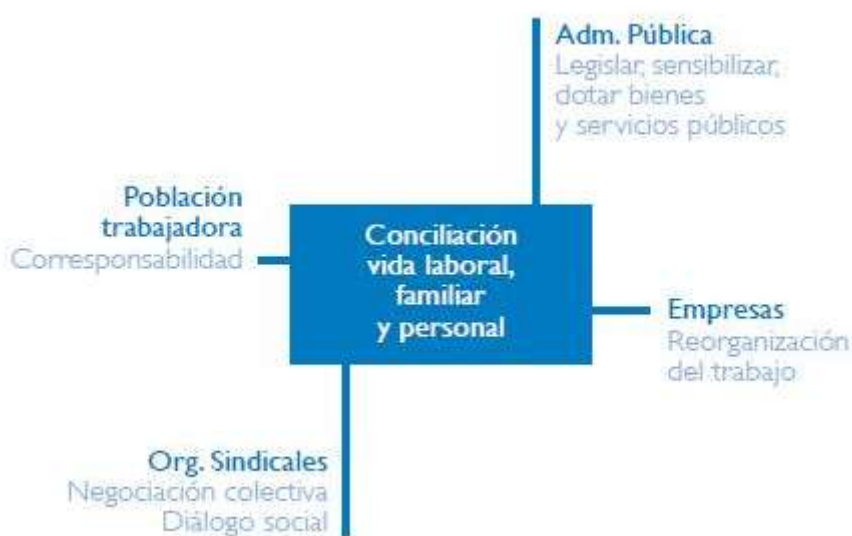 Adm. Pública
Legislar, sensibilizar,
dotar bienes
y servicios públicos
Población
trabajadora
Corresponsabilidad
Conciliación
vida laboral,
familiar
y personal
Empresas
Reorganización
del trabajo
Org. Sindicales
Negociación colectiva
Diálogo social